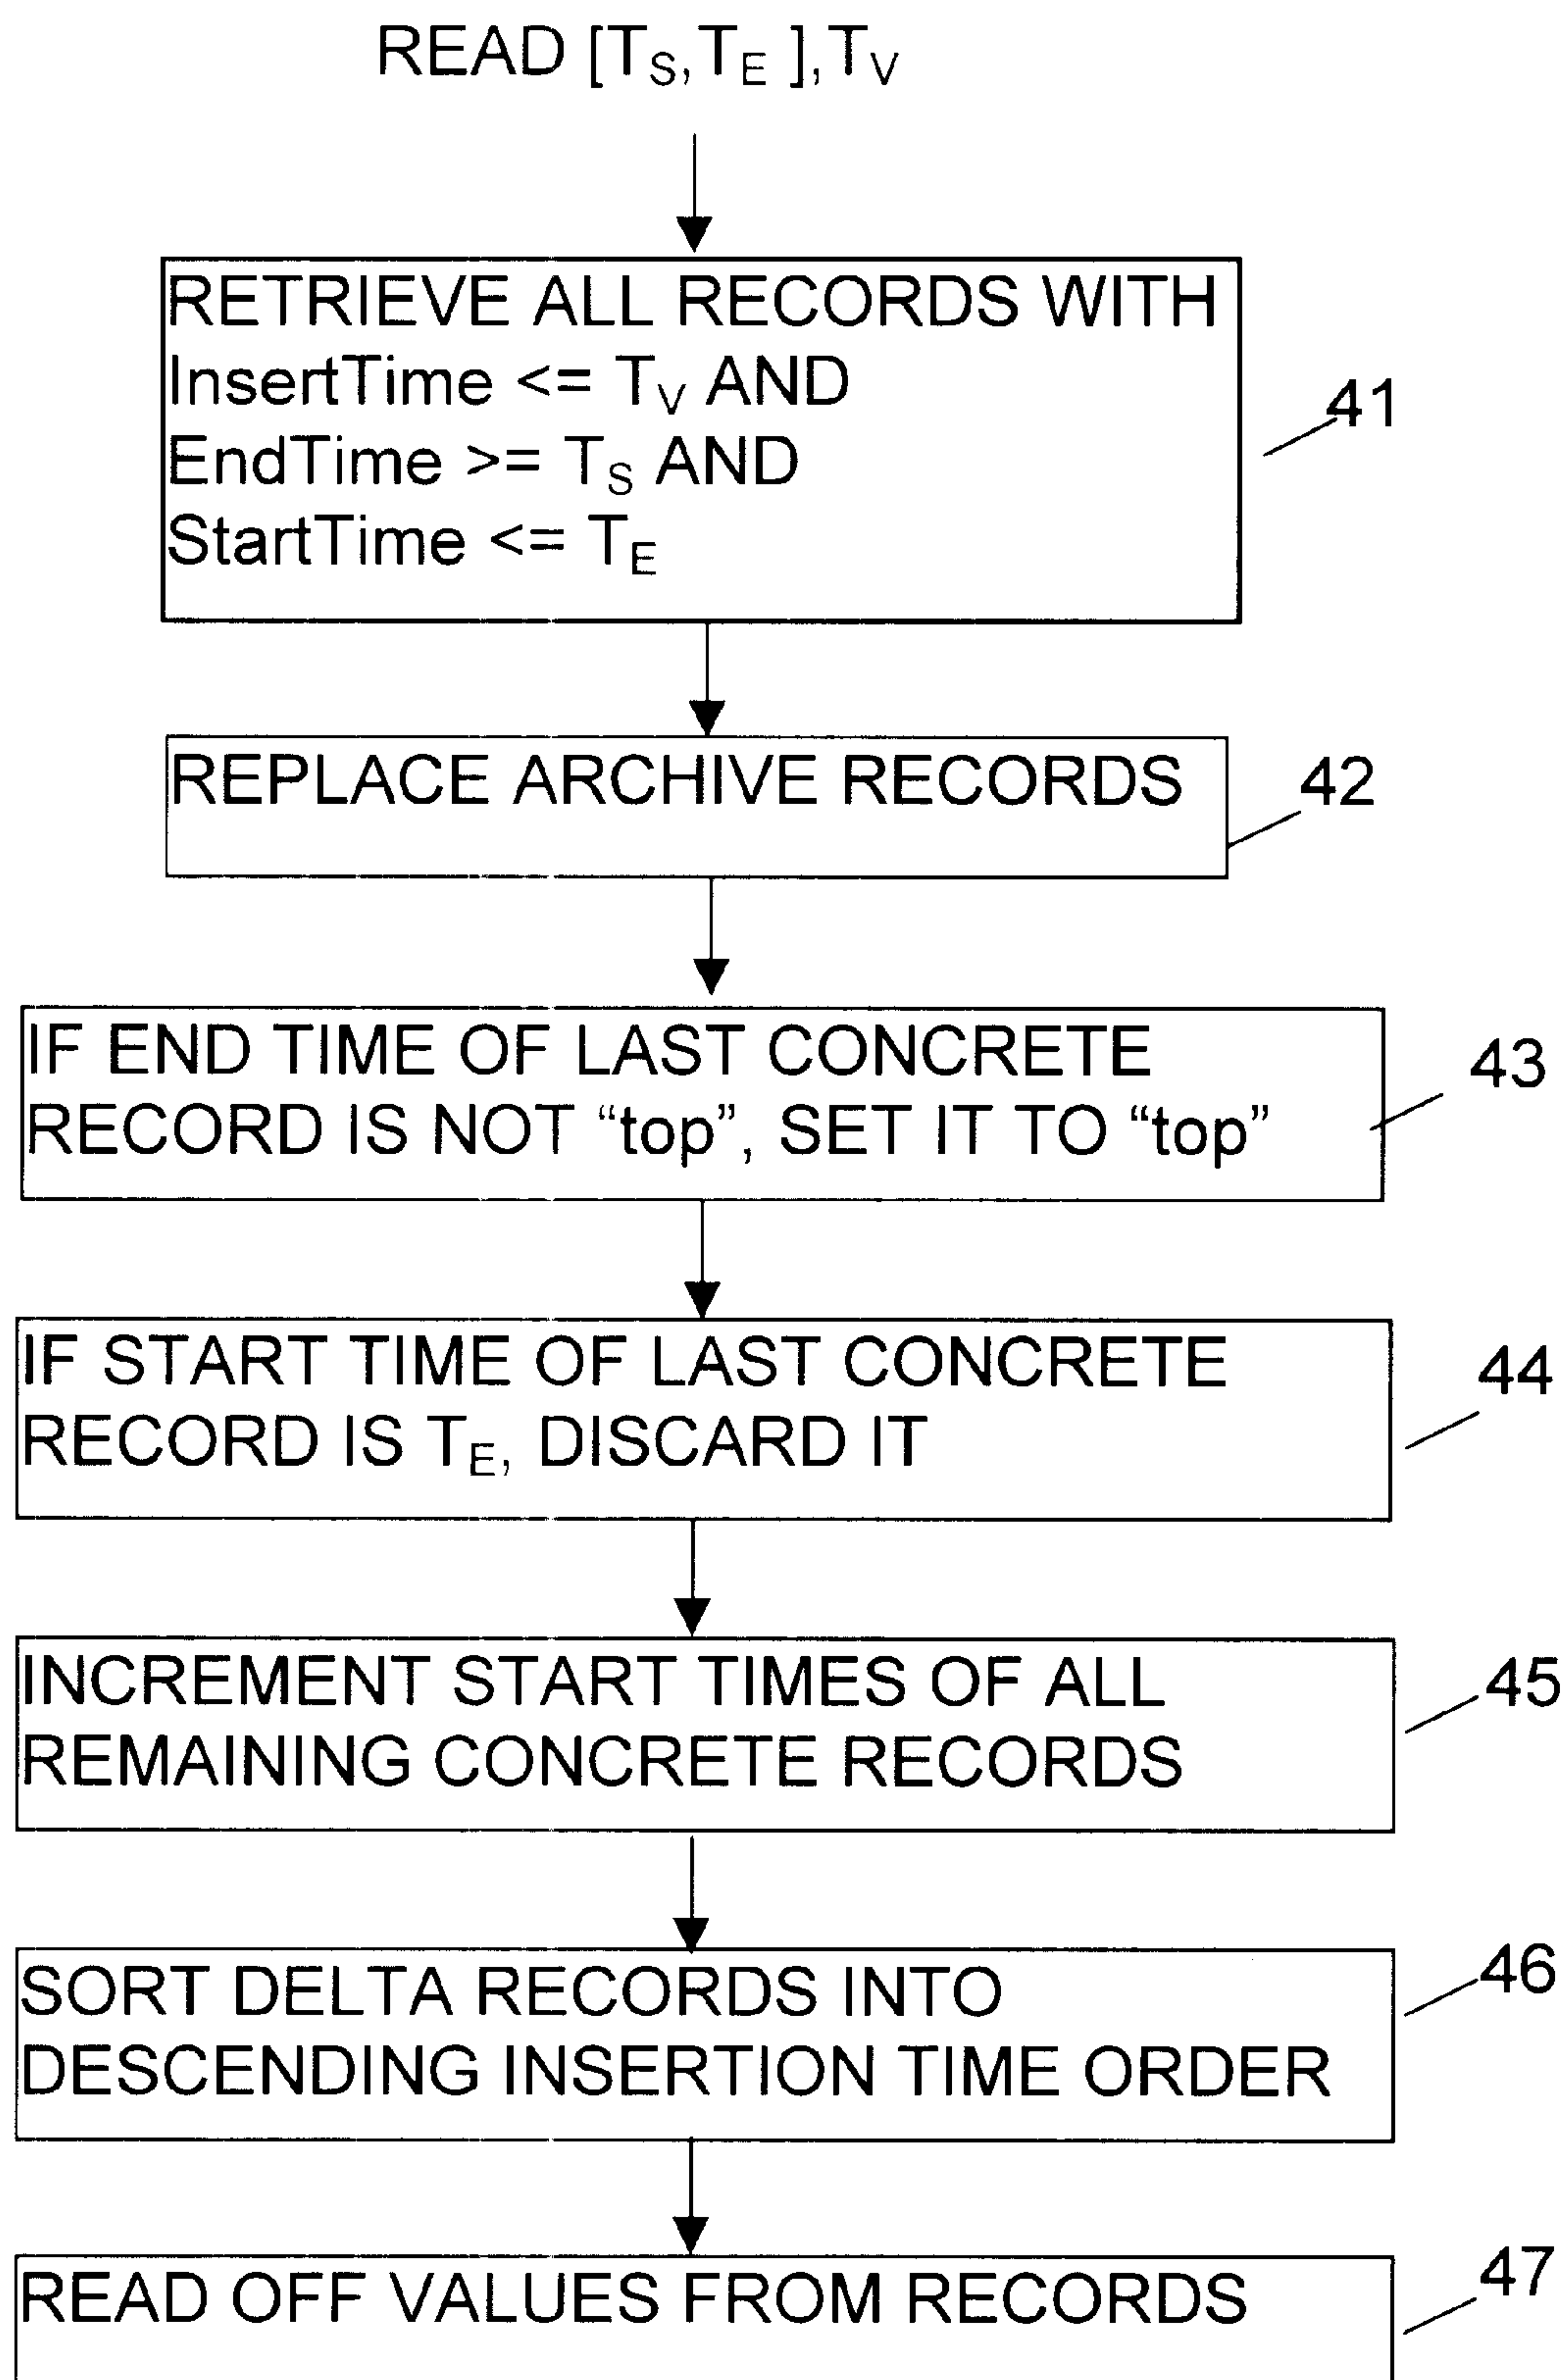 READ [TS,TE ],TV
RETRIEVE ALL RECORDS WITH
InsertTime <= TV AND
EndTime >= TS AND
StartTime <= TE
41
REPLACE ARCHIVE RECORDS
42
IF END TIME OF LAST CONCRETE
RECORD IS NOT “top”, SET IT TO “top”
43
IF START TIME OF LAST CONCRETE
RECORD IS TE, DISCARD IT
44
INCREMENT START TIMES OF ALL
REMAINING CONCRETE RECORDS
45
SORT DELTA RECORDS INTO
DESCENDING INSERTION TIME ORDER
46
READ OFF VALUES FROM RECORDS
47